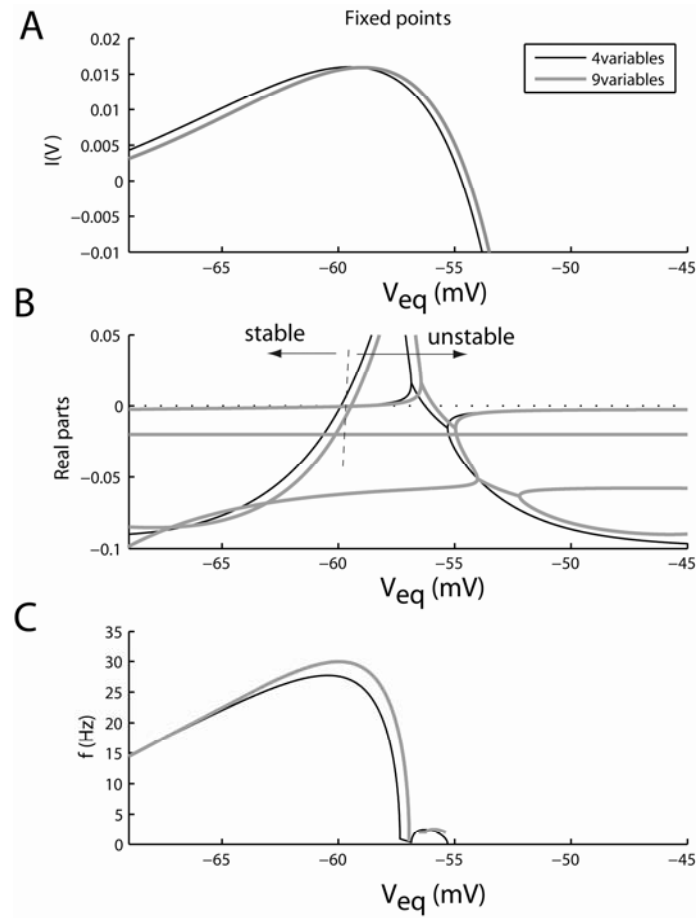 A
Fixed points
4variables
9variables
0.02
0.015
0.01
0.005
0
−0.005
−0.01
I(V)
−65
−60
−55
−50
−45
Veq (mV)
B
stable
unstable
0.05
0
−0.05
−0.1
Real parts
−65
−60
−55
−50
−45
Veq (mV)
C
35
30
25
20
15
10
5
0
f (Hz)
−65
−60
−55
−50
−45
Veq (mV)